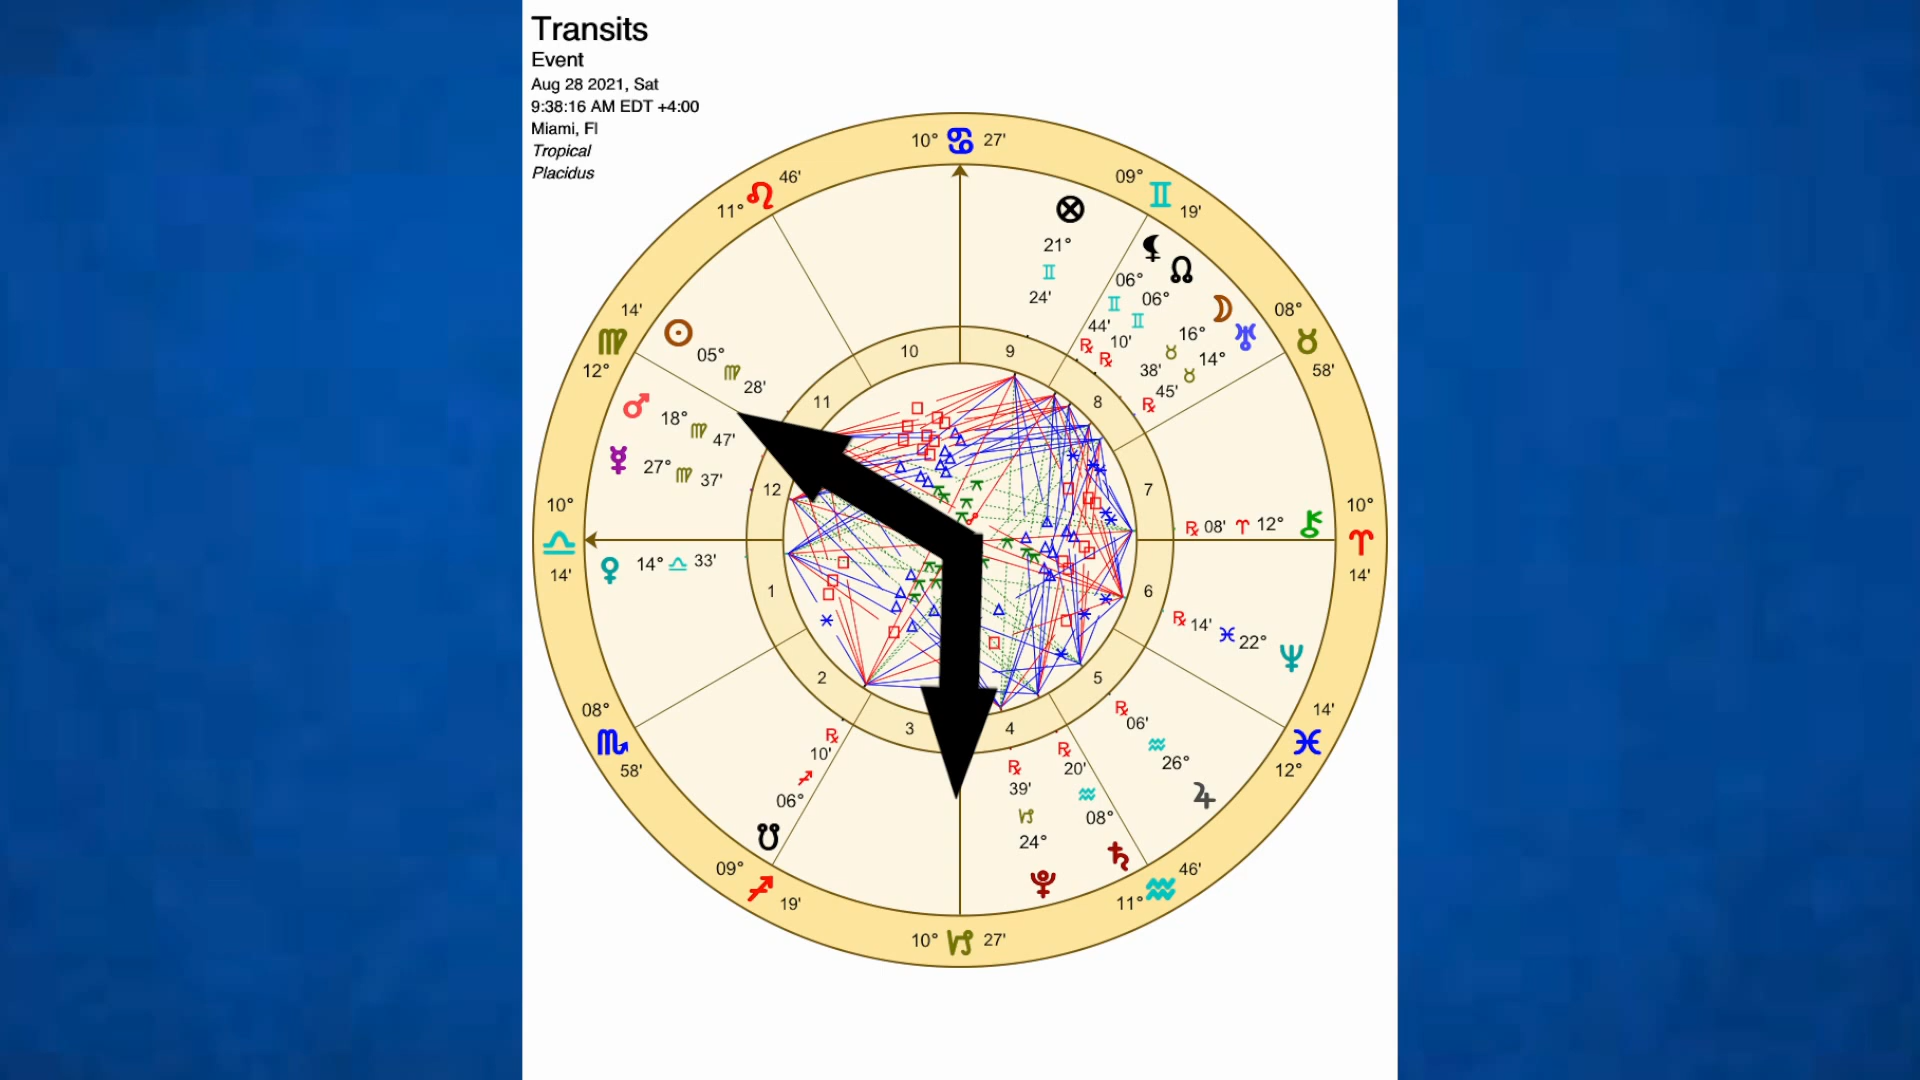 Transits
Event
Aug 28 2021, Sat
9:38:16 AM EDT +4:00
Miami, Fl
Tropical
Placidus
10° ♋ 27'
09° ♊ 19'
46'
11° ♌
⊗
21°
♊
24'
⚸ ☊
06° ♊ 44' ℞
06° ♊ 10' ℞
☽
16° ♉ 38'
♅
14° ♉ 45' ℞
08° ♉ 58'
14'
♍
12°
☉ 05° ♍ 28'
♂ 18° ♍ 47'
☿ 27° ♍ 37'
10 9
11 8
12 7
10° ♎ 14'
10° ♈ 14'
℞ 08' ♈ 12° ⚷
♀ 14° ♎ 33'
1 6
℞ 14' ♓ 22° ♆
2 5
3 4
08° ♏ 58'
14' ♓ 12°
℞ 10' ♐ 06° ☋
℞ 39' ♑ 24° ♇
℞ 20' ♒ 08° ♄
℞ 06' ♒ 26° ♃
09° ♐ 19'
46'
11° ♒
10° ♑ 27'